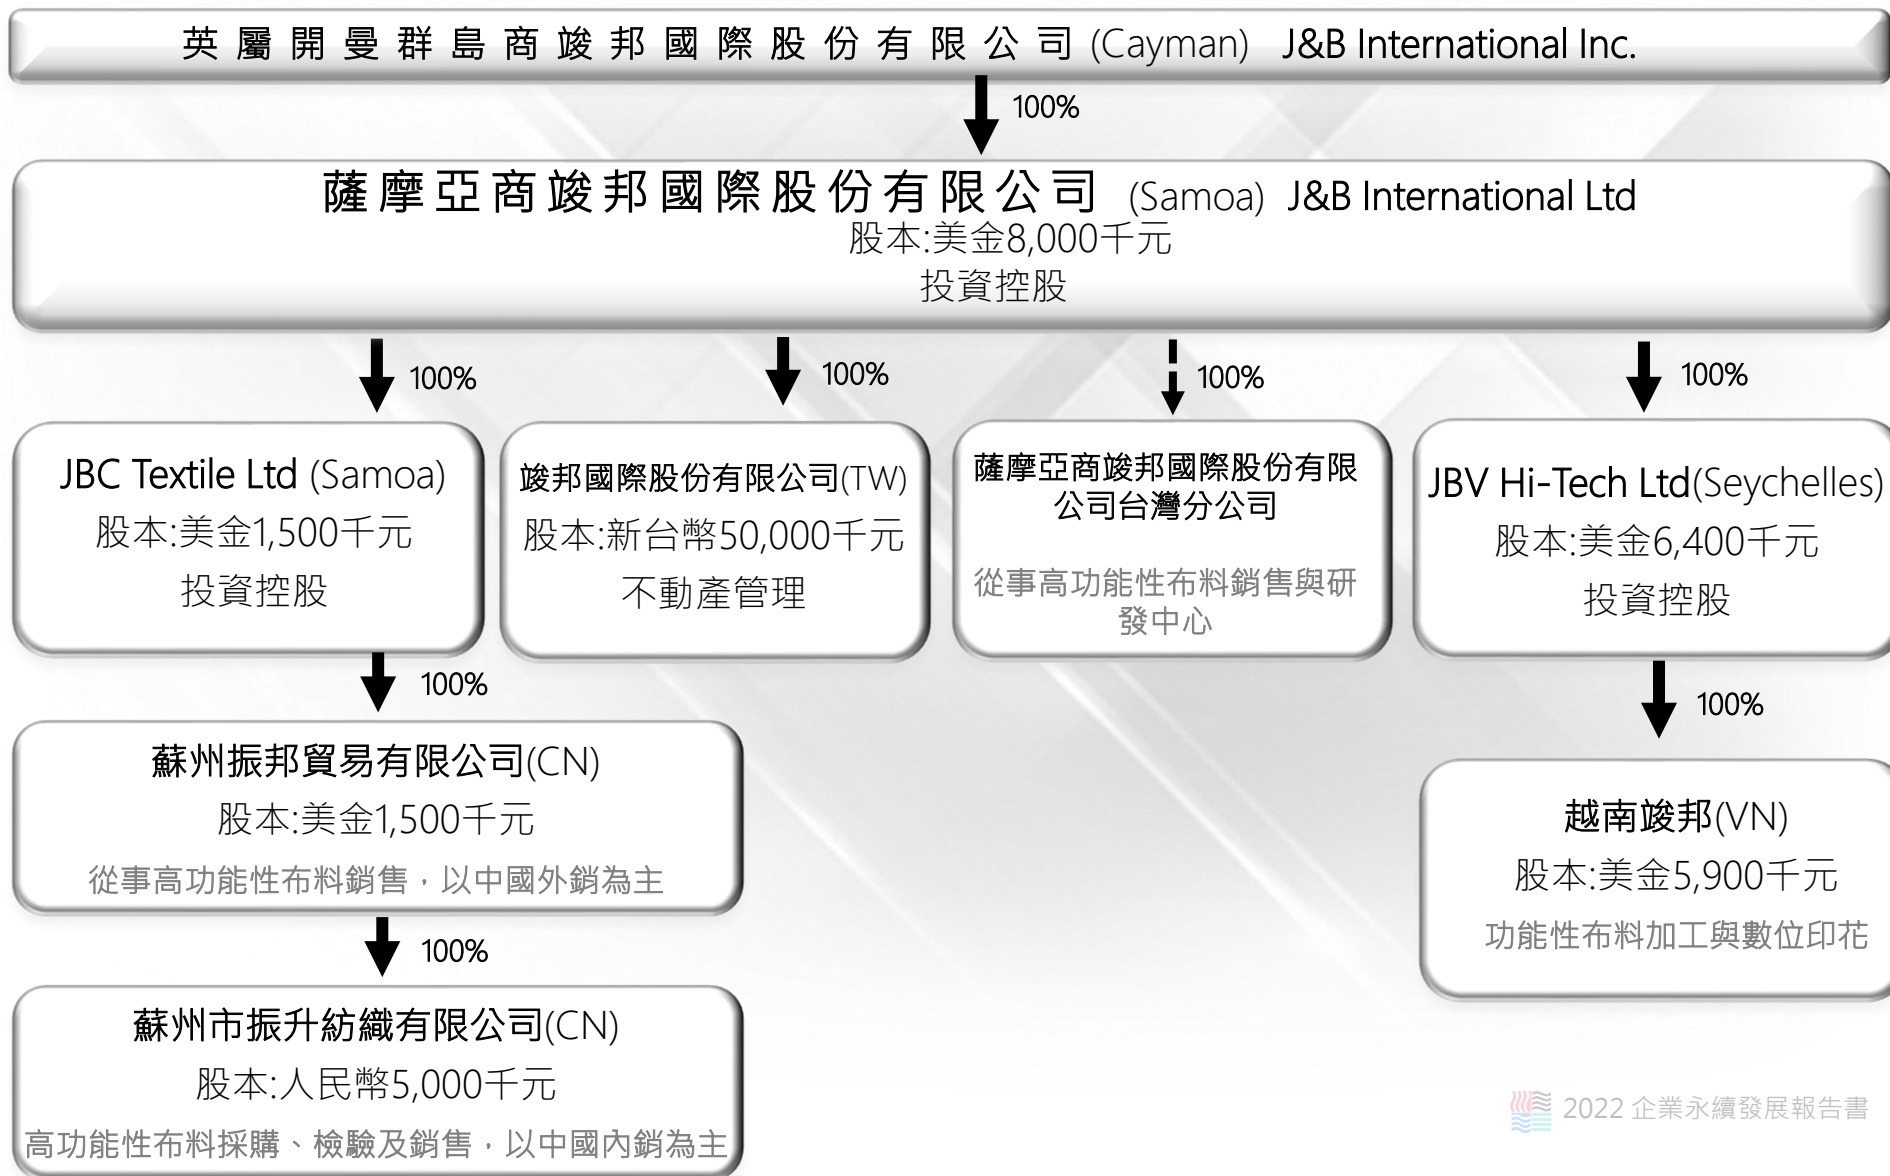 英屬開曼群島商竣邦國際股份有限公司(Cayman) J&B International Inc.
100%
薩摩亞商竣邦國際股份有限公司 (Samoa) J&B International Ltd
股本:美金8,000千元
投資控股
100%
100%
100%
100%
JBC Textile Ltd (Samoa)
股本:美金1,500千元
投資控股
竣邦國際股份有限公司(TW)
股本:新台幣50,000千元
不動產管理
薩摩亞商竣邦國際股份有限
公司台灣分公司
從事高功能性布料銷售與研
發中心
JBV Hi-Tech Ltd(Seychelles)
股本:美金6,400千元
投資控股
100%
100%
蘇州振邦貿易有限公司(CN)
股本:美金1,500千元
從事高功能性布料銷售，以中國外銷為主
越南竣邦(VN)
股本:美金5,900千元
功能性布料加工與數位印花
100%
蘇州市振升紡織有限公司(CN)
股本:人民幣5,000千元
高功能性布料採購、檢驗及銷售，以中國內銷為主
2022 企業永續發展報告書